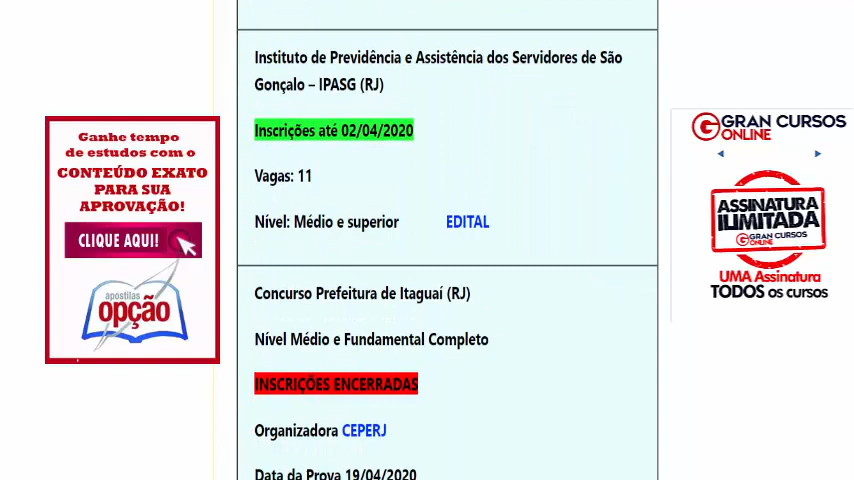 Ganhe tempo
de estudos com o
CONTEÚDO EXATO
PARA SUA
APROVAÇÃO!
CLIQUE AQUI!
apostilas
opção
Instituto de Previdência e Assistência dos Servidores de São
Gonçalo – IPASG (RJ)
Inscrições até 02/04/2020
Vagas: 11
Nível: Médio e superior EDITAL
Concurso Prefeitura de Itaguaí (RJ)
Nível Médio e Fundamental Completo
INSCRIÇÕES ENCERRADAS
Organizadora CEPERJ
Data da Prova 19/04/2020
GRAN CURSOS
ONLINE
ASSINATURA
ILIMITADA
GRAN CURSOS
ONLINE
UMA Assinatura
TODOS os cursos